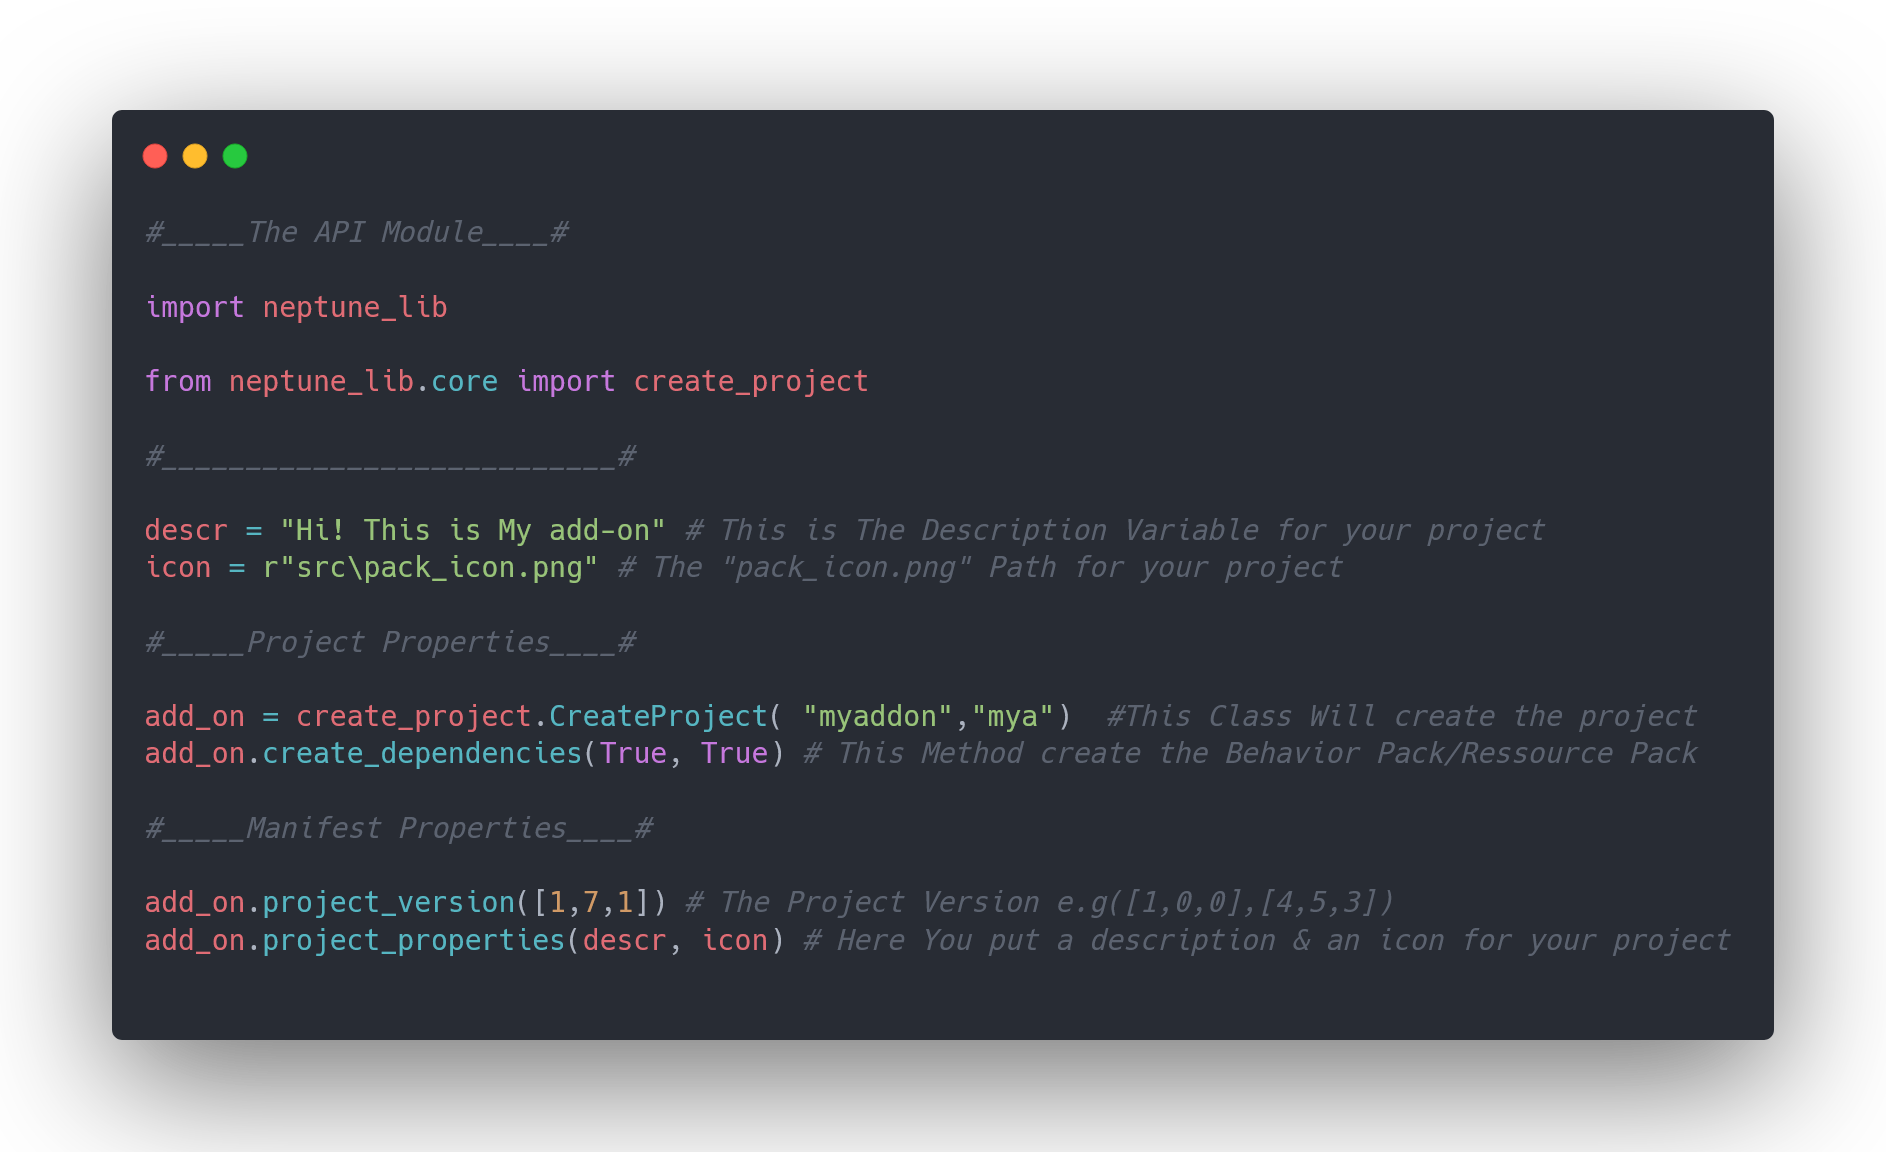 #_____The API Module____#
import neptune_lib
from neptune_lib.core import create_project
#___________________________#
descr = "Hi! This is My add-on" # This is The Description Variable for your project
icon = r"src\pack_icon.png" # The "pack_icon.png" Path for your project
#_____Project Properties____#
add_on = create_project.CreateProject( "myaddon","mya")  #This Class Will create the project
add_on.create_dependencies(True, True) # This Method create the Behavior Pack/Ressource Pack
#_____Manifest Properties____#
add_on.project_version([1,7,1]) # The Project Version e.g([1,0,0],[4,5,3])
add_on.project_properties(descr, icon) # Here You put a description & an icon for your project